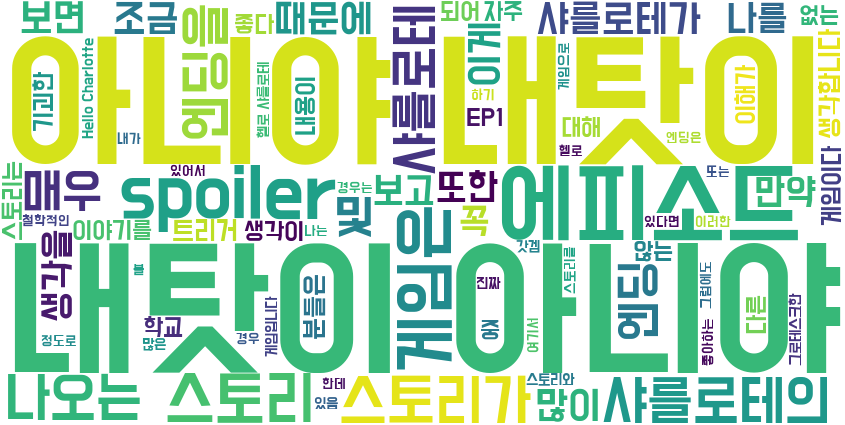 보면
조금
엔딩을
좋다
때문에
샤를로테
되어
자주
샤를로테가
나를
없는
아니야 내탓이
기괴한
Hello Charlotte
내가
헬로 샤를로테
내용이
이게
하기
EP1
게임으로
대해
헬로
이해가
엔딩은
생각합니다
스토리는
매우
철학적인
있어서
spoiler
경우는
보고
또한
에피소드
또는
만약
게임이다
이야기를
트리거
생각이
나는
및
게임은
꼭
있다면
이러한
생각을
내탓이 아니야
볼
갓겜
스토리를
않는
정도로
학교
많은
경우
게임입니다
분들은
진짜
중
여기서
엔딩
그럼에도
좋아하는
다른
그로테스크한
나오는
스토리
한데
있음
스토리가
스토리와
많이
샤를로테의